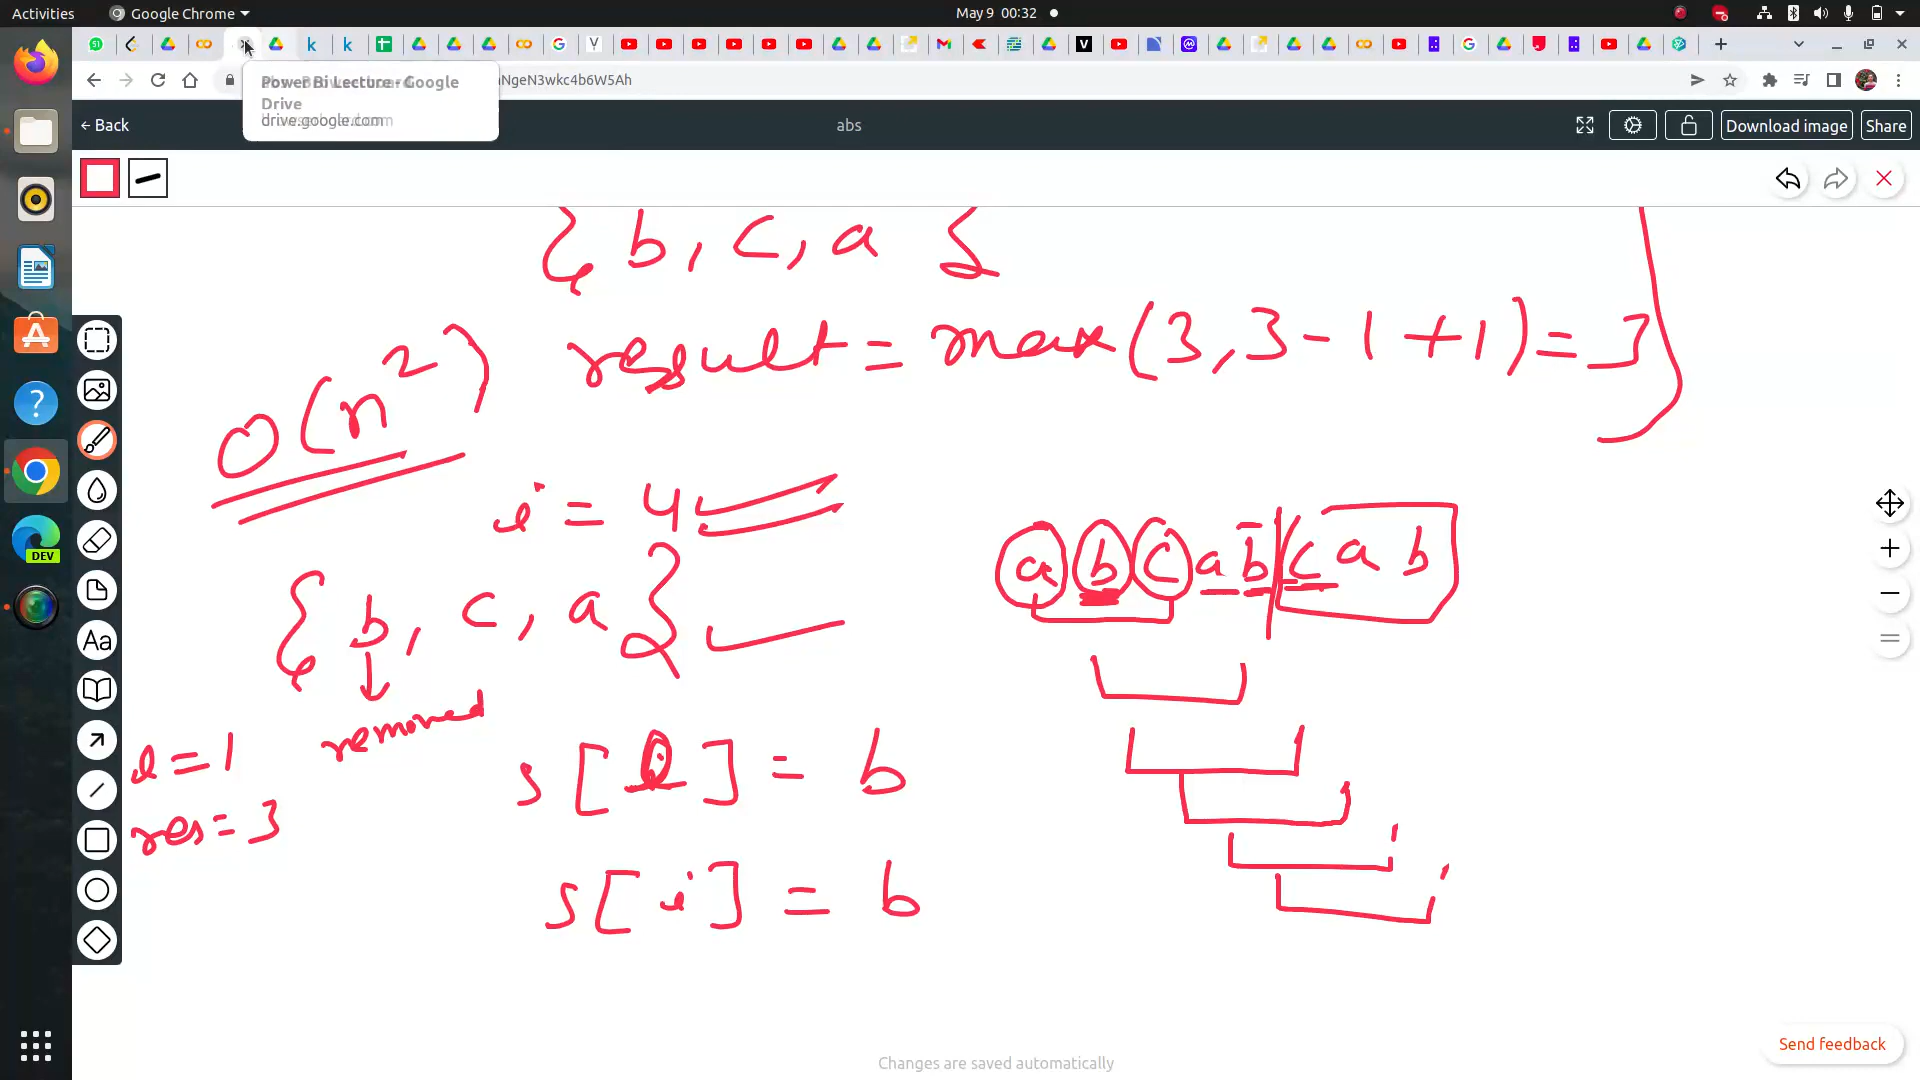 Activities Google Chrome May 9 00:32
Power Bi Lecture - Google Drive
drive.google.com
NgeN3wkc4b6W5Ah
← Back abs Download image Share
{ b, c, a }
result = max(3, 3 - 1 + 1) = 3
O(n²)
i = 4
a b c a b c a b
{ b, c, a }
removed
l = 1
res = 3
s[l] = b
s[i] = b
Aa
DEV
Changes are saved automatically
Send feedback